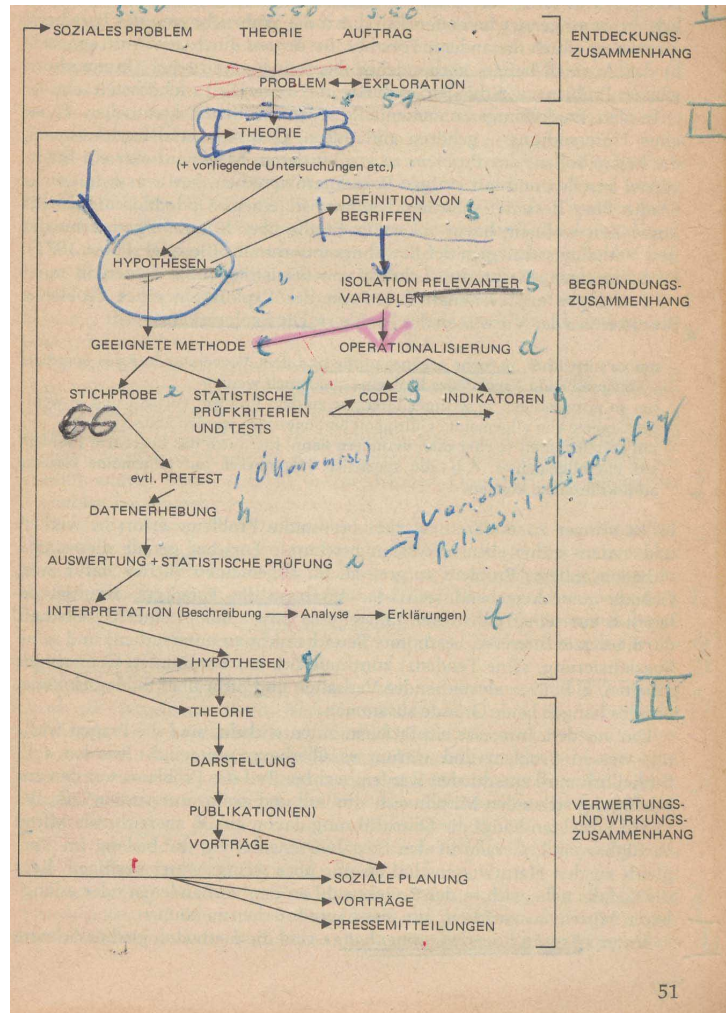 S. 50 S. 50 S. 50
SOZIALES PROBLEM THEORIE AUFTRAG
ENTDECKUNGS-
ZUSAMMENHANG
I
PROBLEM EXPLORATION
S 51
II
THEORIE
(+ vorliegende Untersuchungen etc.)
DEFINITION VON
BEGRIFFEN b
HYPOTHESEN a
ISOLATION RELEVANTER
VARIABLEN b
BEGRÜNDUNGS-
ZUSAMMENHANG
GEEIGNETE METHODE c OPERATIONALISIERUNG d
STICHPROBE e STATISTISCHE f CODE g INDIKATOREN g
PRÜFKRITERIEN
UND TESTS
GG
evtl. PRETEST
DATENERHEBUNG h
AUSWERTUNG + STATISTISCHE PRÜFUNG i
INTERPRETATION (Beschreibung Analyse Erklärungen)
HYPOTHESEN
III
THEORIE
DARSTELLUNG
PUBLIKATION(EN)
VERWERTUNGS-
UND WIRKUNGS-
ZUSAMMENHANG
VORTRÄGE
SOZIALE PLANUNG
VORTRÄGE
PRESSEMITTEILUNGEN
51